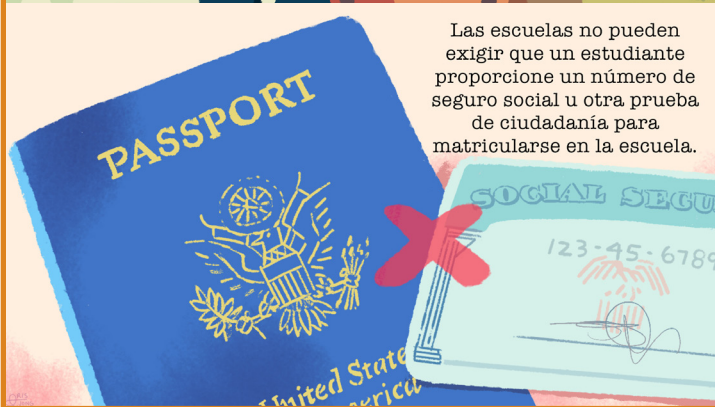 Las escuelas no pueden
exigir que un estudiante
proporcione un número de
seguro social u otra prueba
de ciudadanía para
matricularse en la escuela.
PASSPORT
SOCIAL SECU
123-45-6789
United State
erica